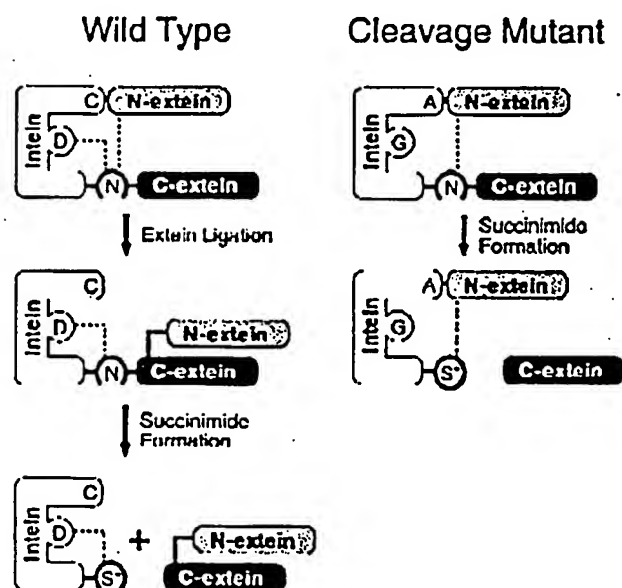 Wild Type
Cleavage Mutant
C
N-extein
Intein
D
N
C-extein
Extein Ligation
C
Intein
D
N-extein
N
C-extein
Succinimide
Formation
C
Intein
D
S*
+
N-extein
C-extein
A
N-extein
Intein
G
N
C-extein
Succinimide
Formation
A
N-extein
Intein
G
S*
C-extein